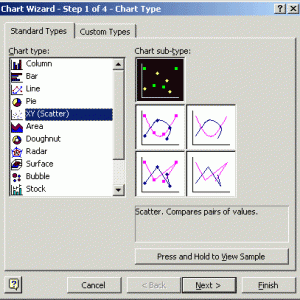 Chart Wizard - Step 1 of 4 - Chart Type
Standard Types
Custom Types
Chart type:
Chart sub-type:
Column
Bar
Line
Pie
XY (Scatter)
Area
Doughnut
Radar
Surface
Bubble
Stock
Scatter. Compares pairs of values.
Press and Hold to View Sample
Cancel
< Back
Next >
Finish